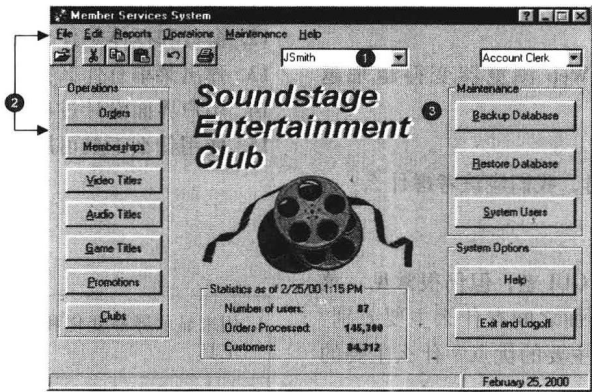 Member Services System
File Edit Reports Operations Maintenance Help
JSmith
1
Account Clerk
2
Operations
Orders
Memberships
Video Titles
Audio Titles
Game Titles
Promotions
Clubs
Soundstage
Entertainment
Club
Statistics as of 2/25/00 1:15 PM
Number of users: 87
Orders Processed: 145,300
Customers: 84,312
3
Maintenance
Backup Database
Restore Database
System Users
System Options
Help
Exit and Logoff
February 25, 2000